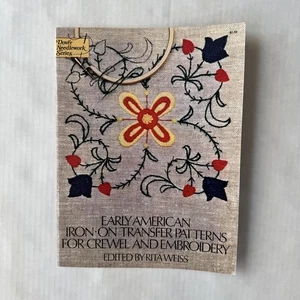 Dover
Needlework
Series
EARLY AMERICAN
IRON-ON TRANSFER PATTERNS
FOR CREWEL AND EMBROIDERY
EDITED BY RITA WEISS